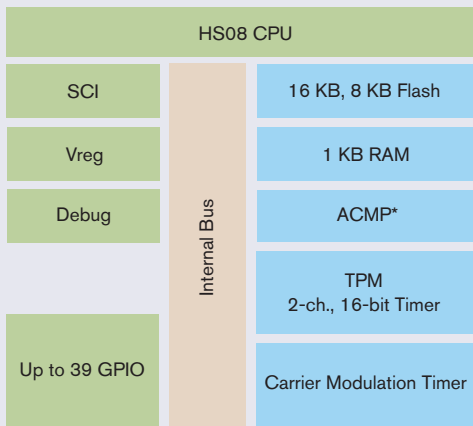 HS08 CPU
SCI
16 KB, 8 KB Flash
Vreg
1 KB RAM
Debug
ACMP*
Internal Bus
TPM
2-ch., 16-bit Timer
Up to 39 GPIO
Carrier Modulation Timer